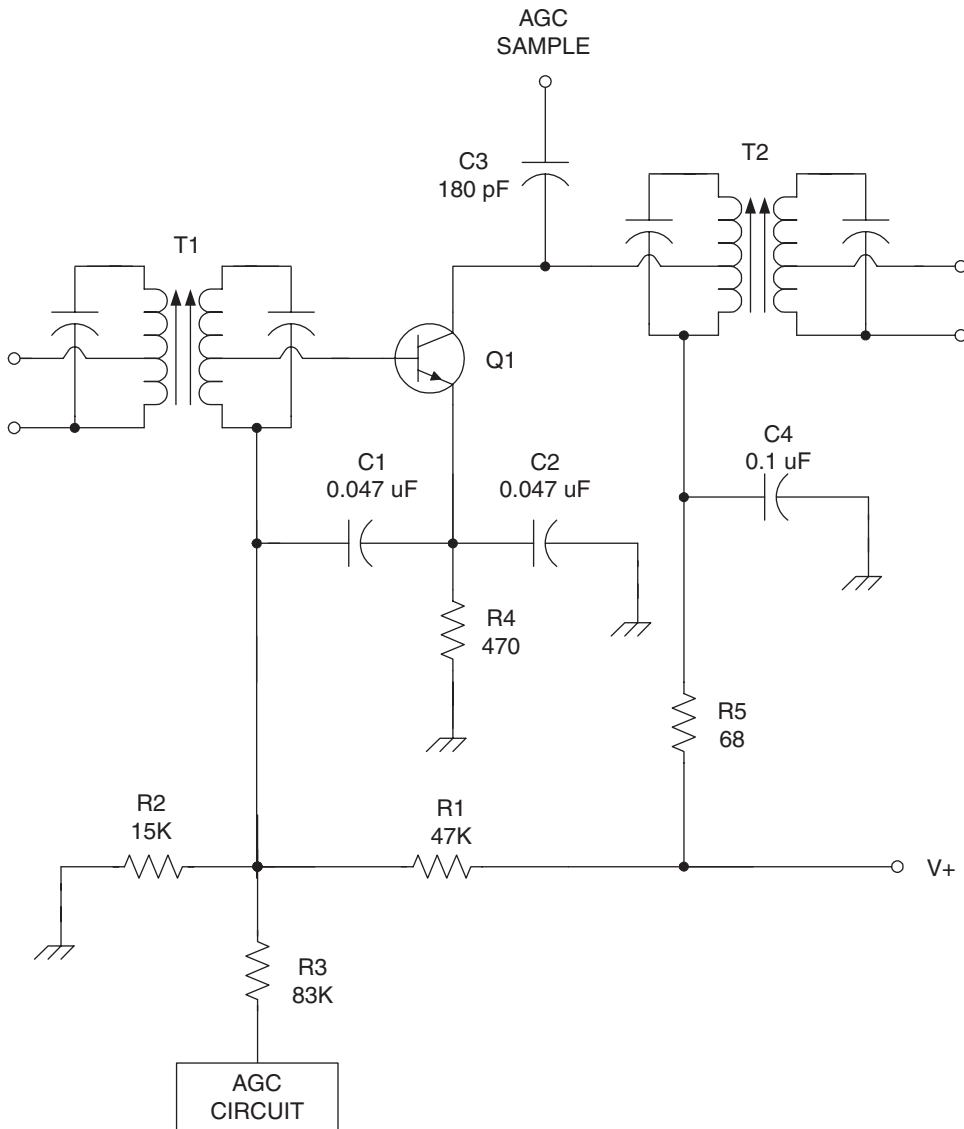 AGC
SAMPLE
C3
180 pF
T2
T1
Q1
C1
0.047 uF
C2
0.047 uF
C4
0.1 uF
R4
470
R5
68
R2
15K
R1
47K
V+
R3
83K
AGC
CIRCUIT